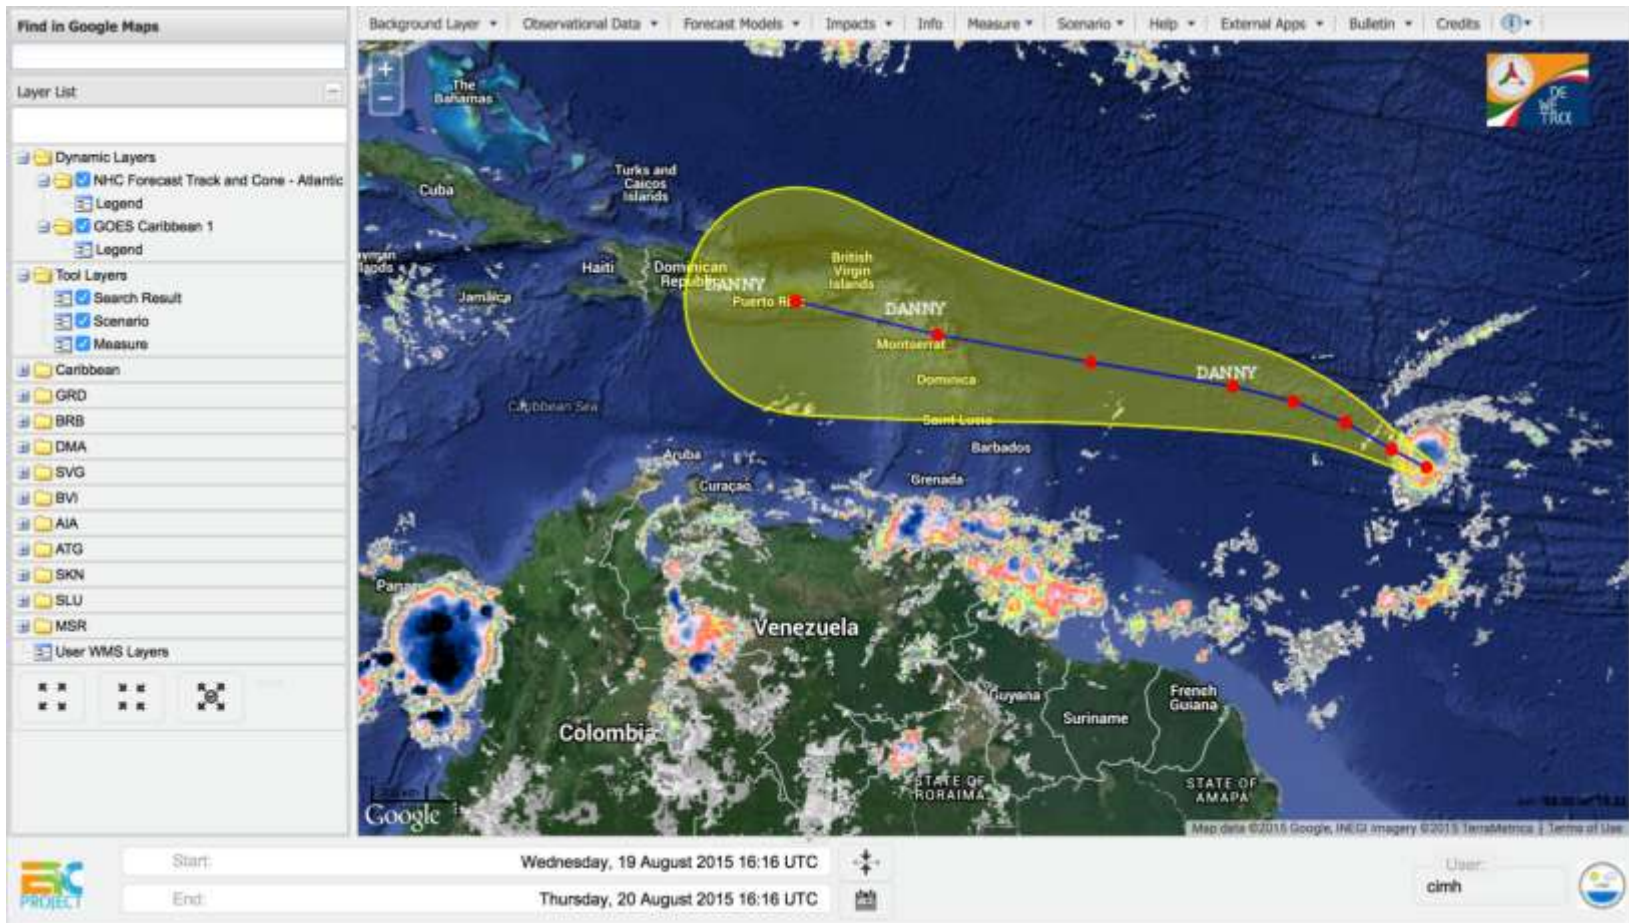 Find in Google Maps
Layer List
Dynamic Layers
NHC Forecast Track and Cone - Atlantic
Legend
GOES Caribbean 1
Legend
Tool Layers
Search Result
Scenario
Measure
Caribbean
GRD
BRB
DMA
SVG
BVI
AIA
ATG
SKN
SLU
MSR
User WMS Layers
Background Layer
Observational Data
Forecast Models
Impacts
Info
Measure
Scenario
Help
External Apps
Bulletin
Credits
DE
WE
TRA
The
Bahamas
Turks and
Caicos
Islands
Cuba
Haiti
Dominican
DANNY
Puerto
British
Virgin
Islands
Jamaica
DANNY
Montserrat
DANNY
Dominica
Caribbean Sea
Saint Lucia
Barbados
Aruba
Curaçao
Grenada
Venezuela
Guyana
Suriname
French
Guiana
Colombia
STATE OF
RORAIMA
STATE OF
AMAPÁ
Google
Map data ©2015 Google, INEGI Imagery ©2015 TerraMetrics | Terms of Use
PROJECT
Start:
Wednesday, 19 August 2015 16:16 UTC
End:
Thursday, 20 August 2015 16:16 UTC
User:
cimh